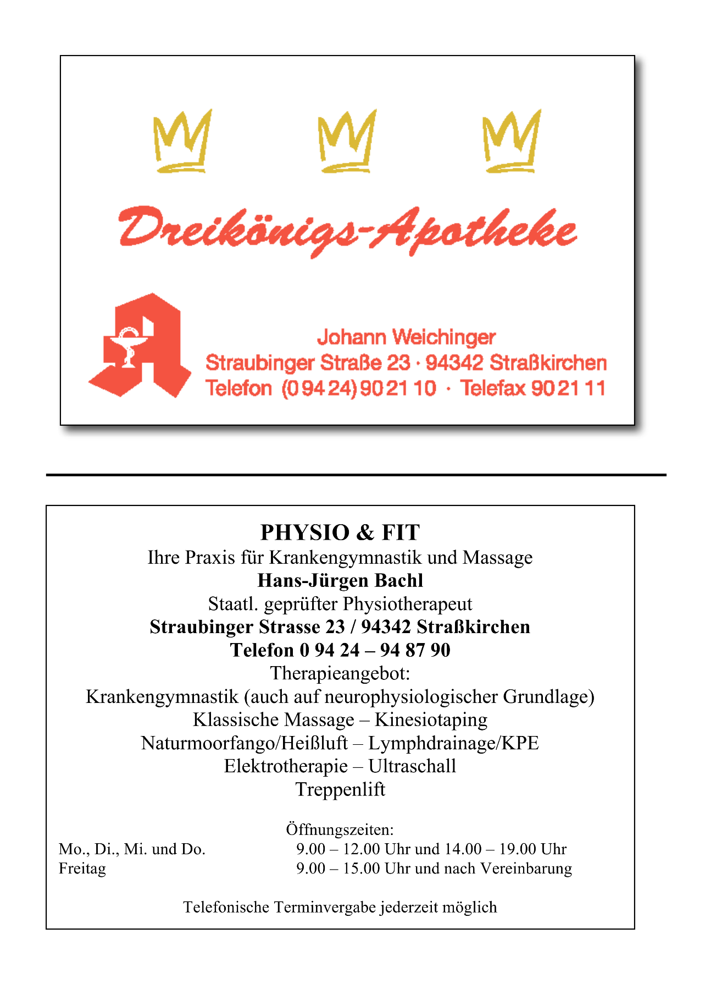 Dreikönigs-Apotheke
Johann Weichinger
Straubinger Straße 23 · 94342 Straßkirchen
Telefon (0 94 24) 90 21 10 · Telefax 90 21 11
PHYSIO & FIT
Ihre Praxis für Krankengymnastik und Massage
Hans-Jürgen Bachl
Staatl. geprüfter Physiotherapeut
Straubinger Strasse 23 / 94342 Straßkirchen
Telefon 0 94 24 – 94 87 90
Therapieangebot:
Krankengymnastik (auch auf neurophysiologischer Grundlage)
Klassische Massage – Kinesiotaping
Naturmoorfango/Heißluft – Lymphdrainage/KPE
Elektrotherapie – Ultraschall
Treppenlift
Öffnungszeiten:
Mo., Di., Mi. und Do. 9.00 – 12.00 Uhr und 14.00 – 19.00 Uhr
Freitag 9.00 – 15.00 Uhr und nach Vereinbarung
Telefonische Terminvergabe jederzeit möglich